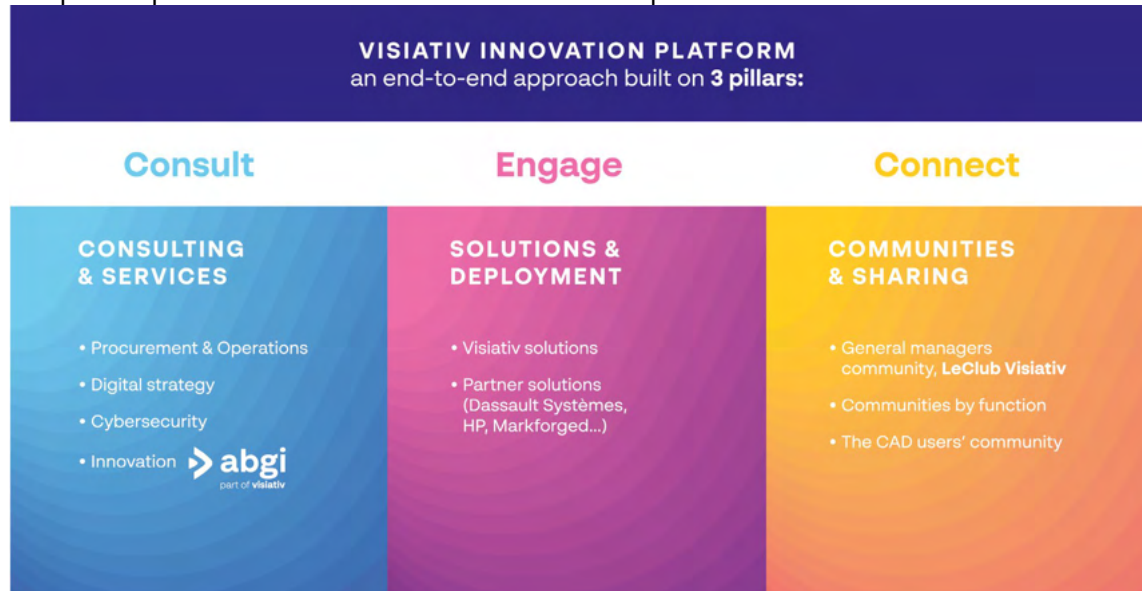 VISIATIV INNOVATION PLATFORM
an end-to-end approach built on 3 pillars:
Consult
Engage
Connect
CONSULTING
& SERVICES
• Procurement & Operations
• Digital strategy
• Cybersecurity
• Innovation abgi
part of visiativ
SOLUTIONS &
DEPLOYMENT
• Visiativ solutions
• Partner solutions
(Dassault Systèmes,
HP, Markforged...)
COMMUNITIES
& SHARING
• General managers
community, LeClub Visiativ
• Communities by function
• The CAD users' community